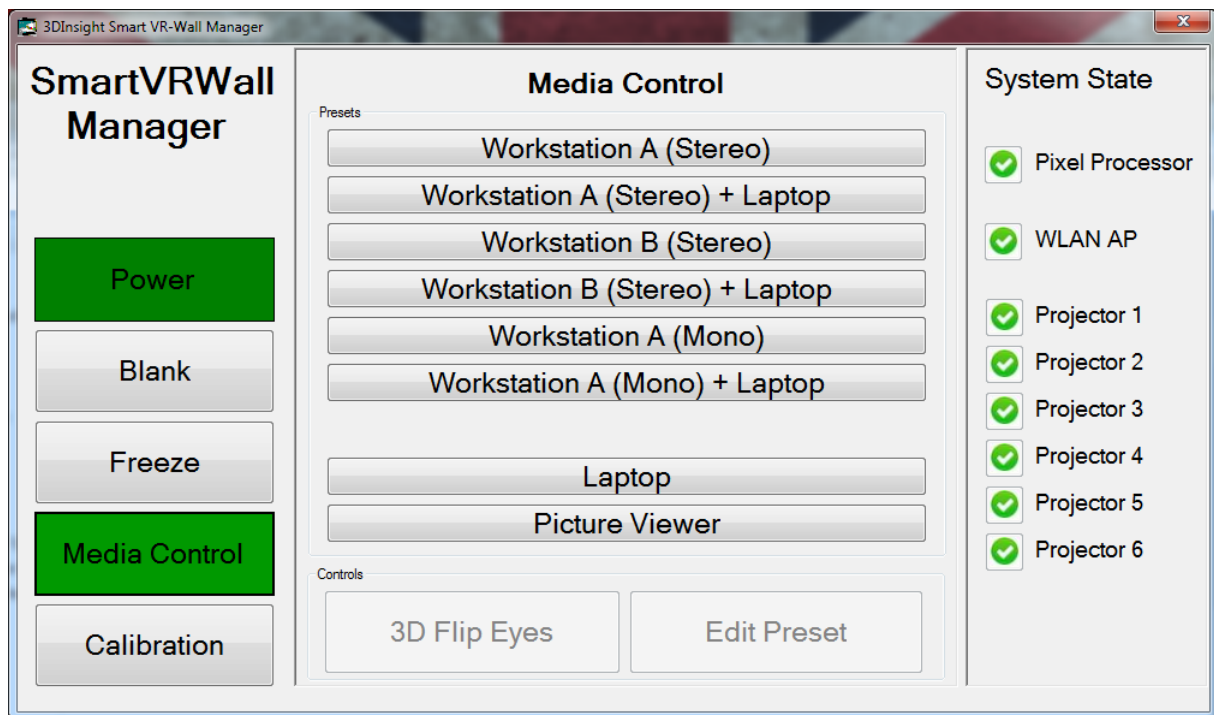 3DInsight Smart VR-Wall Manager
x
SmartVRWall
Manager
Power
Blank
Freeze
Media Control
Calibration
Media Control
Presets
Workstation A (Stereo)
Workstation A (Stereo) + Laptop
Workstation B (Stereo)
Workstation B (Stereo) + Laptop
Workstation A (Mono)
Workstation A (Mono) + Laptop
Laptop
Picture Viewer
Controls
3D Flip Eyes
Edit Preset
System State
Pixel Processor
WLAN AP
Projector 1
Projector 2
Projector 3
Projector 4
Projector 5
Projector 6